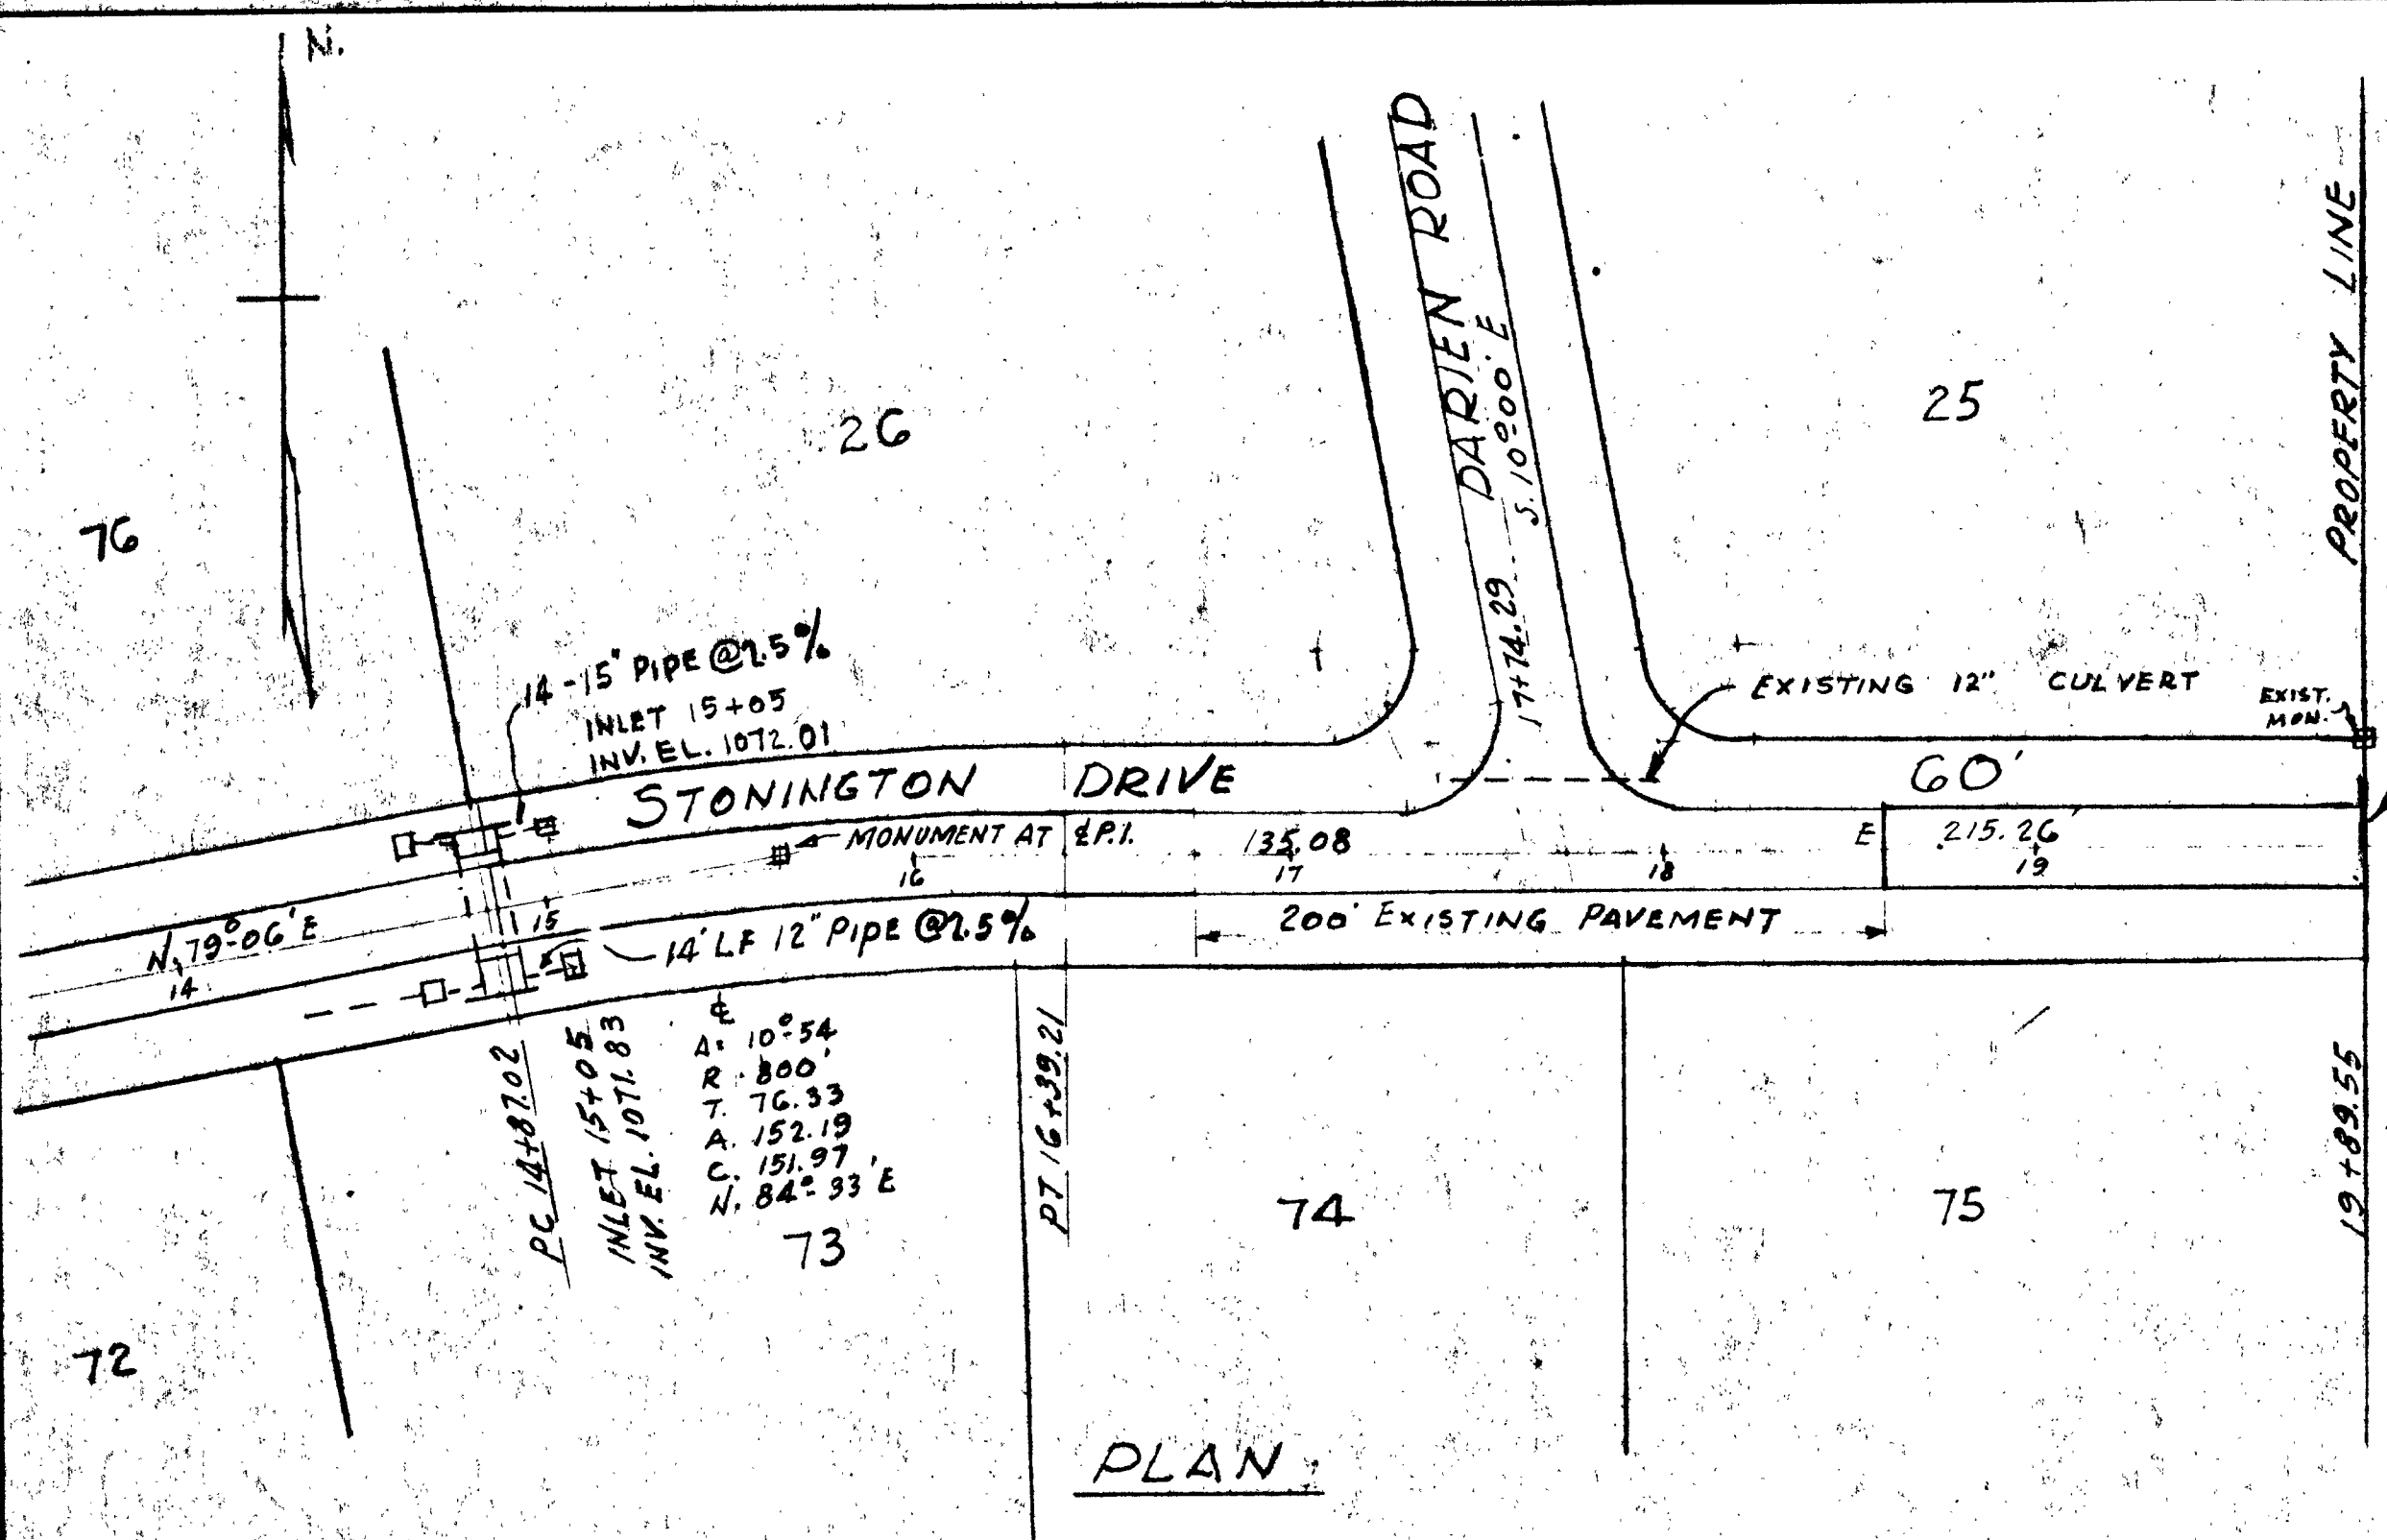 N.
DARIEN ROAD
S. 10°-00' E
17+74.29
PROPERTY LINE
26
25
76
14-15" PIPE @2.5%
INLET 15+05
INV. EL. 1072.01
EXISTING 12" CULVERT
EXIST.
MON.
STONINGTON DRIVE
60'
MONUMENT AT ℄ P.I.
135.08
E
215.26
16
17
18
19
15
N. 79°-06' E
14
14' LF 12" PIPE @2.5%
200' EXISTING PAVEMENT
PC 14+87.02
INLET 15+05
INV. EL. 1071.83
℄
Δ: 10°-54
R. 800'
T. 76.33
A. 152.19
C. 151.97
N. 84°-33' E
PT 16+39.21
19+89.55
73
74
75
72
PLAN